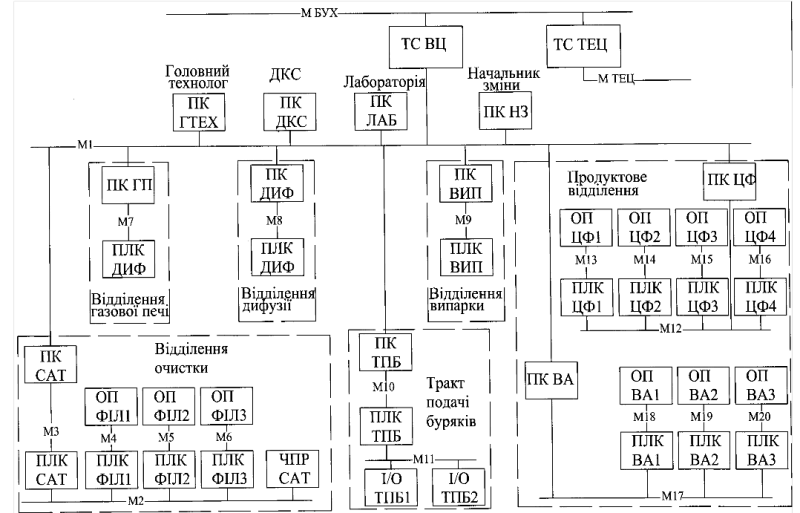 М БУХ
ТС ВЦ
ТС ТЕЦ
М ТЕЦ
Головний
технолог
ПК
ГТЕХ
ДКС
ПК
ДКС
Лабораторія
ПК
ЛАБ
Начальник
зміни
ПК НЗ
М1
ПК ГП
М7
ПЛК
ДИФ
Відділення
газової печі
ПК
ДИФ
М8
ПЛК
ДИФ
Відділення
дифузії
ПК
ВИП
М9
ПЛК
ВИП
Відділення
випарки
Продуктове
відділення
ПК ЦФ
ОП
ЦФ1
ОП
ЦФ2
ОП
ЦФ3
ОП
ЦФ4
М13
М14
М15
М16
ПЛК
ЦФ1
ПЛК
ЦФ2
ПЛК
ЦФ3
ПЛК
ЦФ4
М12
ПК ВА
ОП
ВА1
ОП
ВА2
ОП
ВА3
М18
М19
М20
ПЛК
ВА1
ПЛК
ВА2
ПЛК
ВА3
М17
Відділення
очистки
ПК
САТ
ОП
ФІЛ1
ОП
ФІЛ2
ОП
ФІЛ3
М3
М4
М5
М6
ПЛК
САТ
ПЛК
ФІЛ1
ПЛК
ФІЛ2
ПЛК
ФІЛ3
ЧПР
САТ
М2
ПК
ТПБ
М10
ПЛК
ТПБ
Тракт
подачі
буряків
М11
I/O
ТПБ1
I/O
ТПБ2